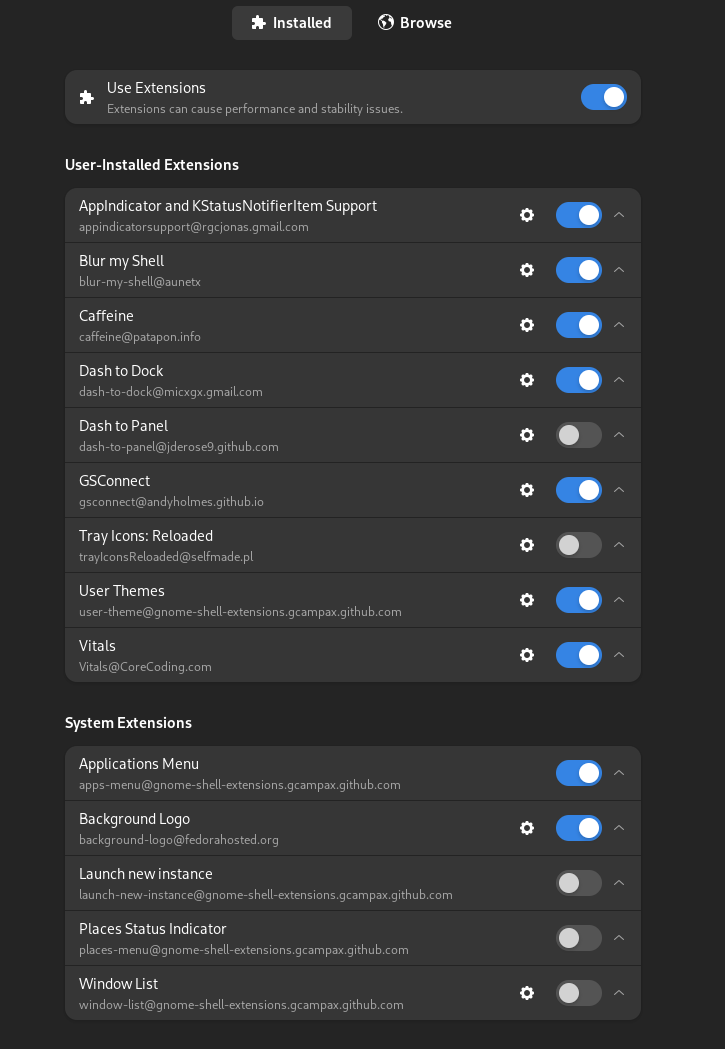 Installed
Browse
Use Extensions
Extensions can cause performance and stability issues.
User-Installed Extensions
AppIndicator and KStatusNotifierItem Support
appindicatorsupport@rgcjonas.gmail.com
Blur my Shell
blur-my-shell@aunetx
Caffeine
caffeine@patapon.info
Dash to Dock
dash-to-dock@micxgx.gmail.com
Dash to Panel
dash-to-panel@jderose9.github.com
GSConnect
gsconnect@andyholmes.github.io
Tray Icons: Reloaded
trayIconsReloaded@selfmade.pl
User Themes
user-theme@gnome-shell-extensions.gcampax.github.com
Vitals
Vitals@CoreCoding.com
System Extensions
Applications Menu
apps-menu@gnome-shell-extensions.gcampax.github.com
Background Logo
background-logo@fedorahosted.org
Launch new instance
launch-new-instance@gnome-shell-extensions.gcampax.github.com
Places Status Indicator
places-menu@gnome-shell-extensions.gcampax.github.com
Window List
window-list@gnome-shell-extensions.gcampax.github.com